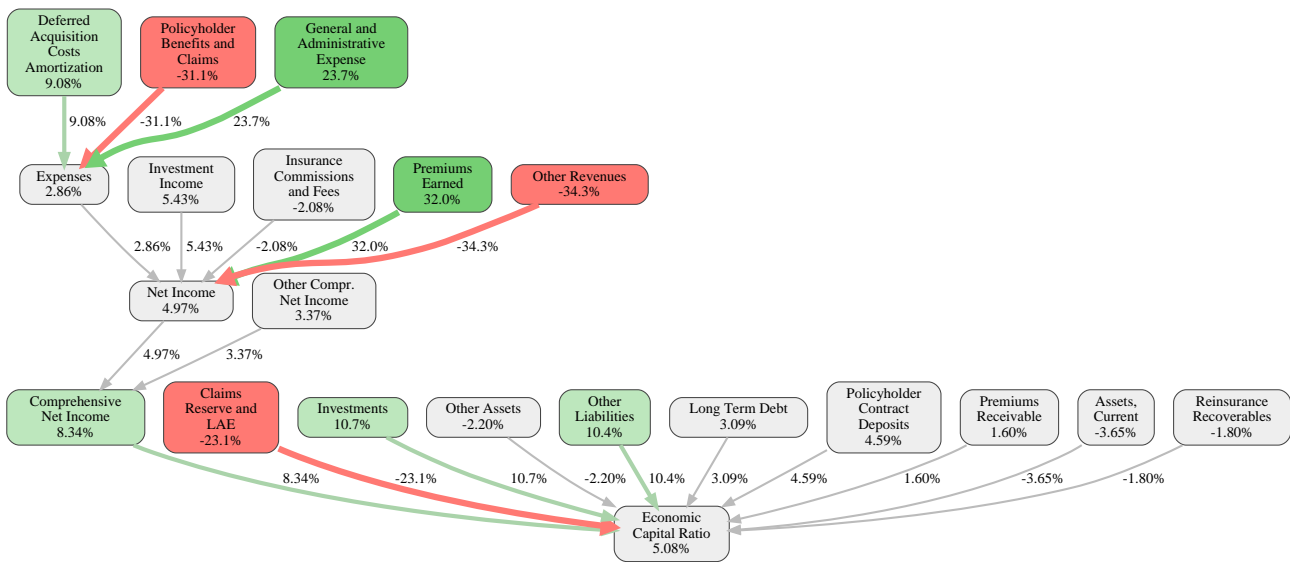 Deferred
Acquisition
Costs
Amortization
9.08%
Policyholder
Benefits and
Claims
-31.1%
General and
Administrative
Expense
23.7%
9.08%
-31.1%
23.7%
Expenses
2.86%
Investment
Income
5.43%
Insurance
Commissions
and Fees
-2.08%
Premiums
Earned
32.0%
Other Revenues
-34.3%
2.86%
5.43%
-2.08%
32.0%
-34.3%
Net Income
4.97%
Other Compr.
Net Income
3.37%
4.97%
3.37%
Comprehensive
Net Income
8.34%
Claims
Reserve and
LAE
-23.1%
Investments
10.7%
Other Assets
-2.20%
Other
Liabilities
10.4%
Long Term Debt
3.09%
Policyholder
Contract
Deposits
4.59%
Premiums
Receivable
1.60%
Assets,
Current
-3.65%
Reinsurance
Recoverables
-1.80%
8.34%
-23.1%
10.7%
-2.20%
10.4%
3.09%
4.59%
1.60%
-3.65%
-1.80%
Economic
Capital Ratio
5.08%